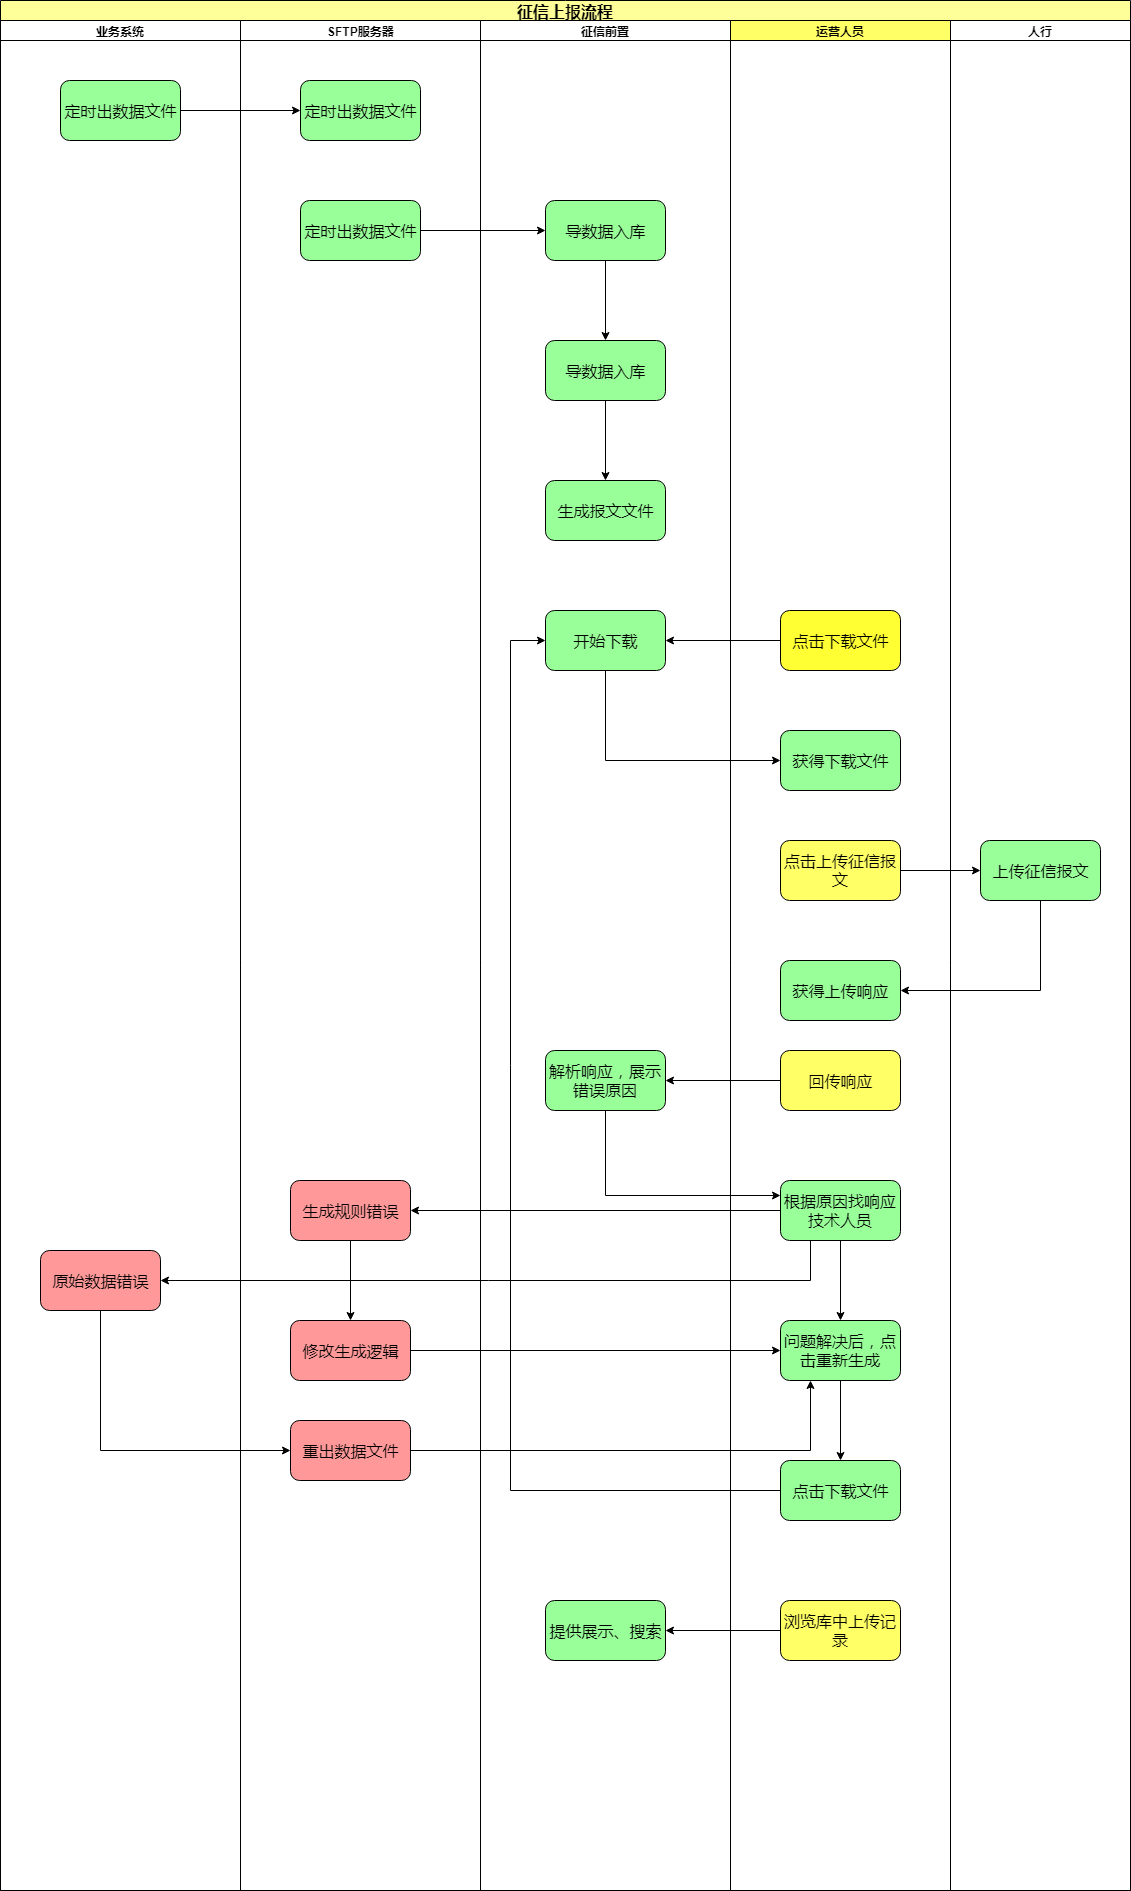 征信上报流程
业务系统
SFTP服务器
征信前置
运营人员
人行
定时出数据文件
定时出数据文件
定时出数据文件
导数据入库
导数据入库
生成报文文件
开始下载
点击下载文件
获得下载文件
点击上传征信报
文
上传征信报文
获得上传响应
解析响应，展示
错误原因
回传响应
生成规则错误
根据原因找响应
技术人员
原始数据错误
修改生成逻辑
问题解决后，点
击重新生成
重出数据文件
点击下载文件
提供展示、搜索
浏览库中上传记
录